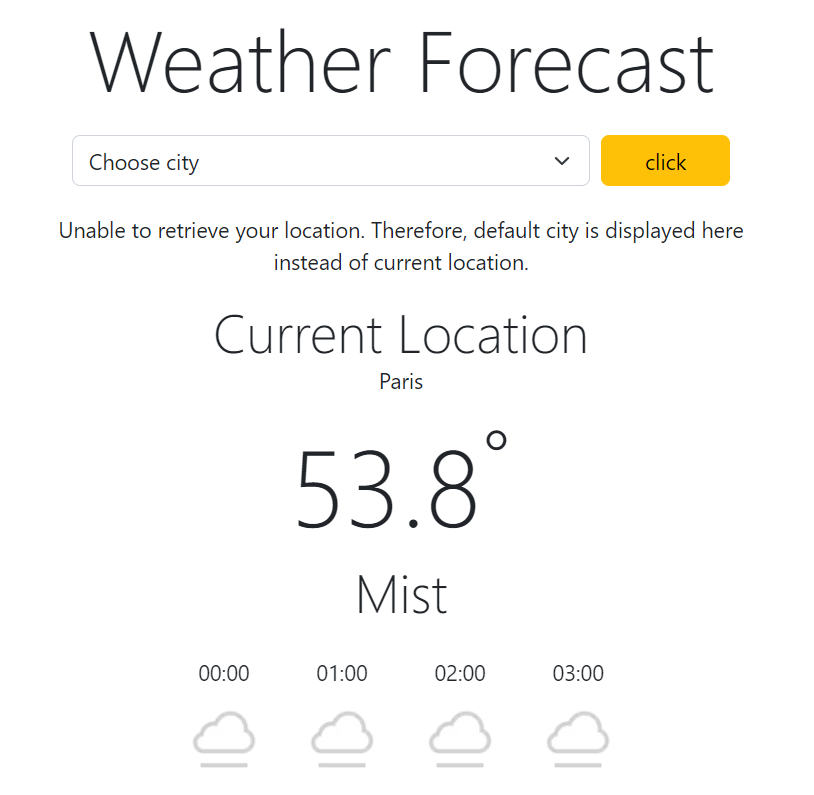 Weather Forecast
Choose city
click
Unable to retrieve your location. Therefore, default city is displayed here
instead of current location.
Current Location
Paris
53.8°
Mist
00:00 01:00 02:00 03:00